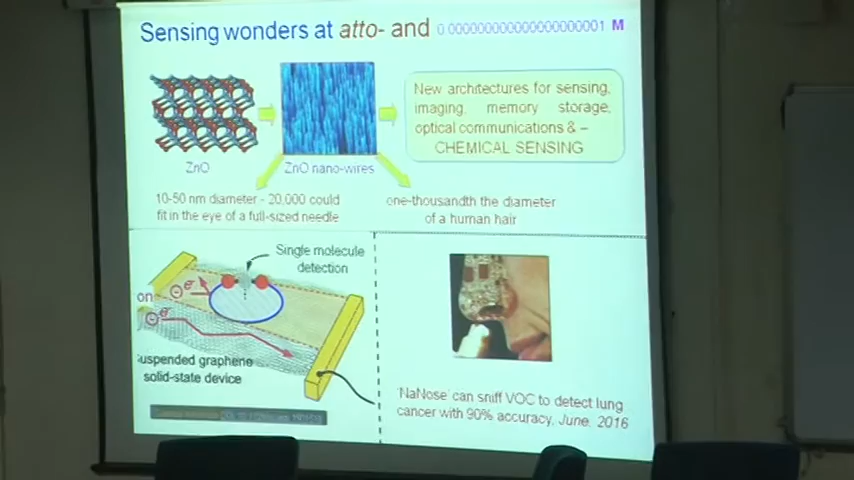 Sensing wonders at atto- and
M
New architectures for sensing,
imaging, memory storage,
optical communications & –
CHEMICAL SENSING
ZnO
ZnO nano-wires
10-50 nm diameter - 20,000 could
fit in the eye of a full-sized needle
one-thousandth the diameter
of a human hair
Single molecule
detection
on
e-
e-
uspended graphene
solid-state device
'NaNose' can sniff VOC to detect lung
cancer with 90% accuracy, June, 2016